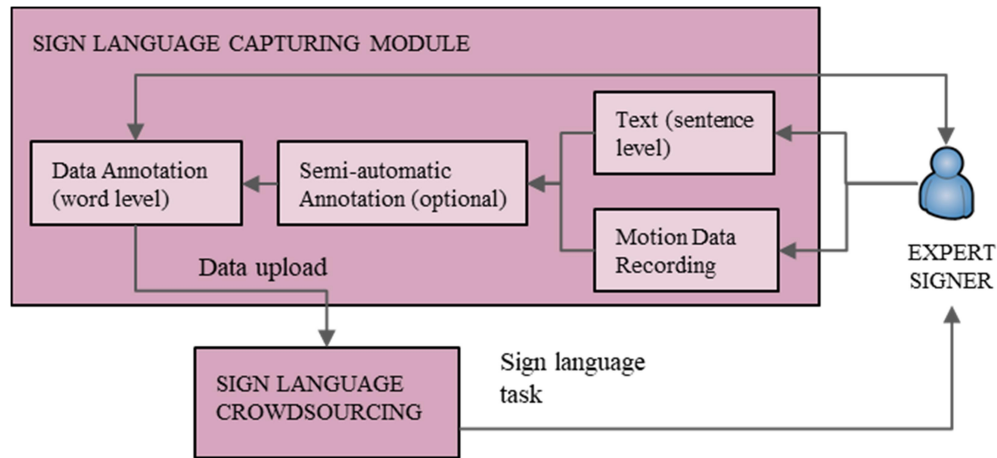 SIGN LANGUAGE CAPTURING MODULE
Text (sentence
level)
Data Annotation
(word level)
Semi-automatic
Annotation (optional)
Motion Data
Recording
EXPERT
SIGNER
Data upload
SIGN LANGUAGE
CROWDSOURCING
Sign language
task